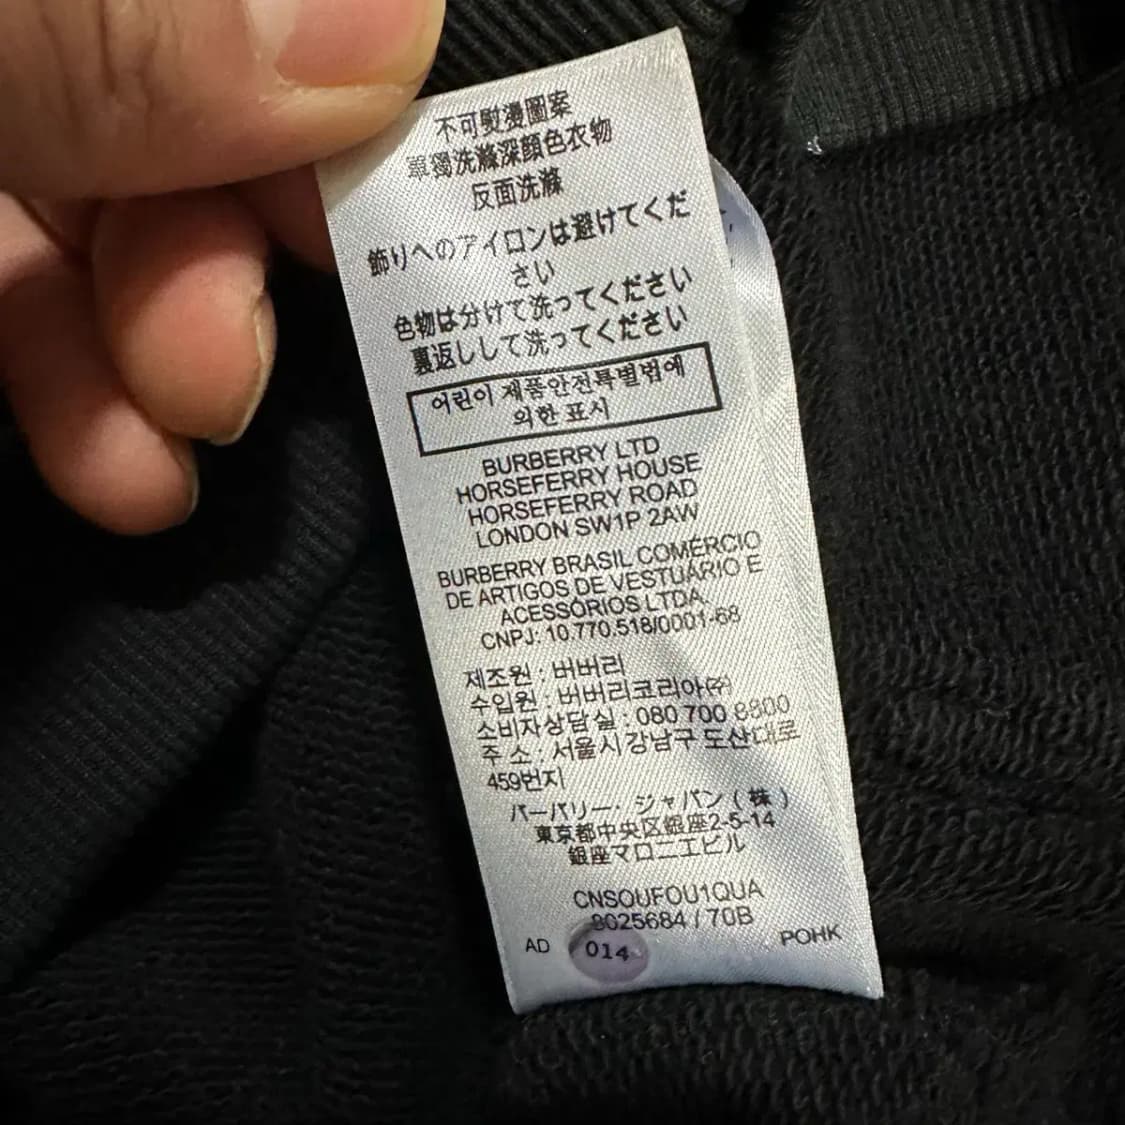 不可熨燙圖案
單獨洗滌深顏色衣物
反面洗滌
飾りへのアイロンは避けてくだ
さい
色物は分けて洗ってください
裏返しして洗ってください
어린이 제품안전특별법에
의한 표시
BURBERRY LTD
HORSEFERRY HOUSE
HORSEFERRY ROAD
LONDON SW1P 2AW
BURBERRY BRASIL COMÉRCIO
DE ARTIGOS DE VESTUÁRIO E
ACESSÓRIOS LTDA
CNPJ: 10.770.518/0001-68
제조원 : 버버리
수입원 : 버버리코리아(주)
소비자상담실 : 080 700 8800
주 소 : 서울시강남구 도산대로
459번지
バーバリー・ジャパン ( 株 )
東京都中央区銀座2-5-14
銀座マロニエビル
CNSOUFOU1QUA
8025684 / 70B
AD 014 POHK